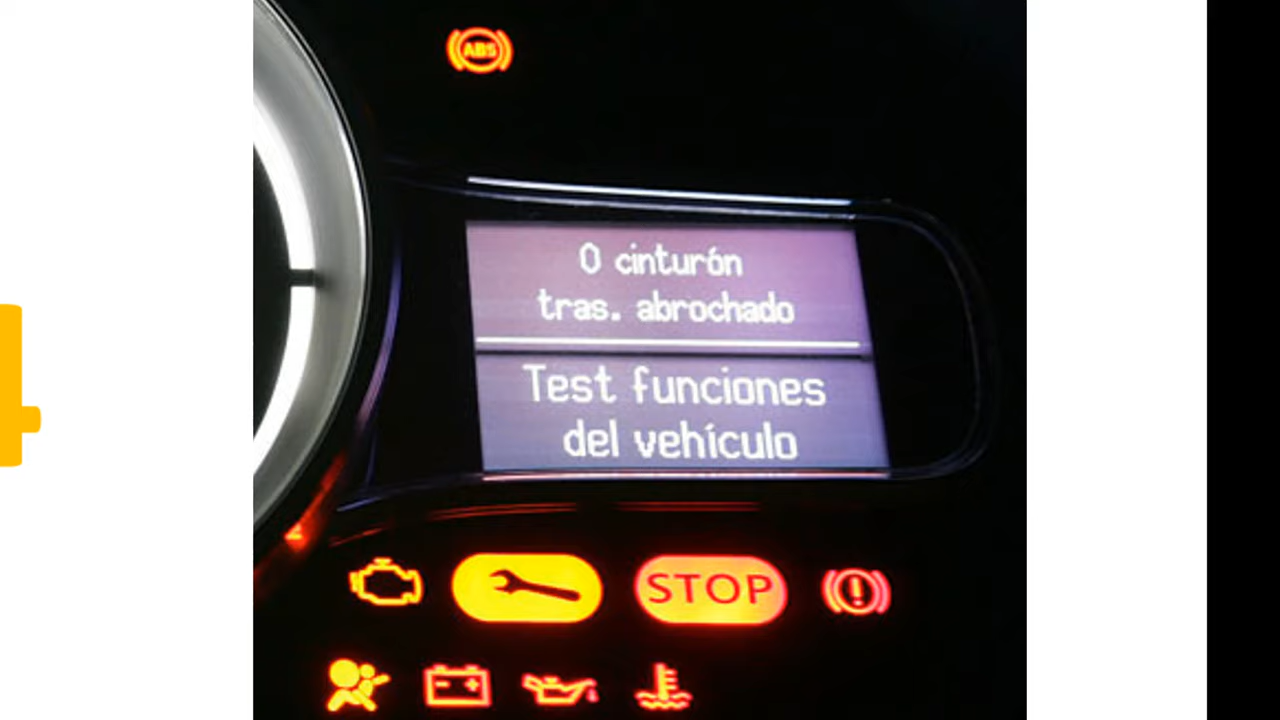 ABS
0 cinturón
tras. abrochado
Test funciones
del vehículo
STOP